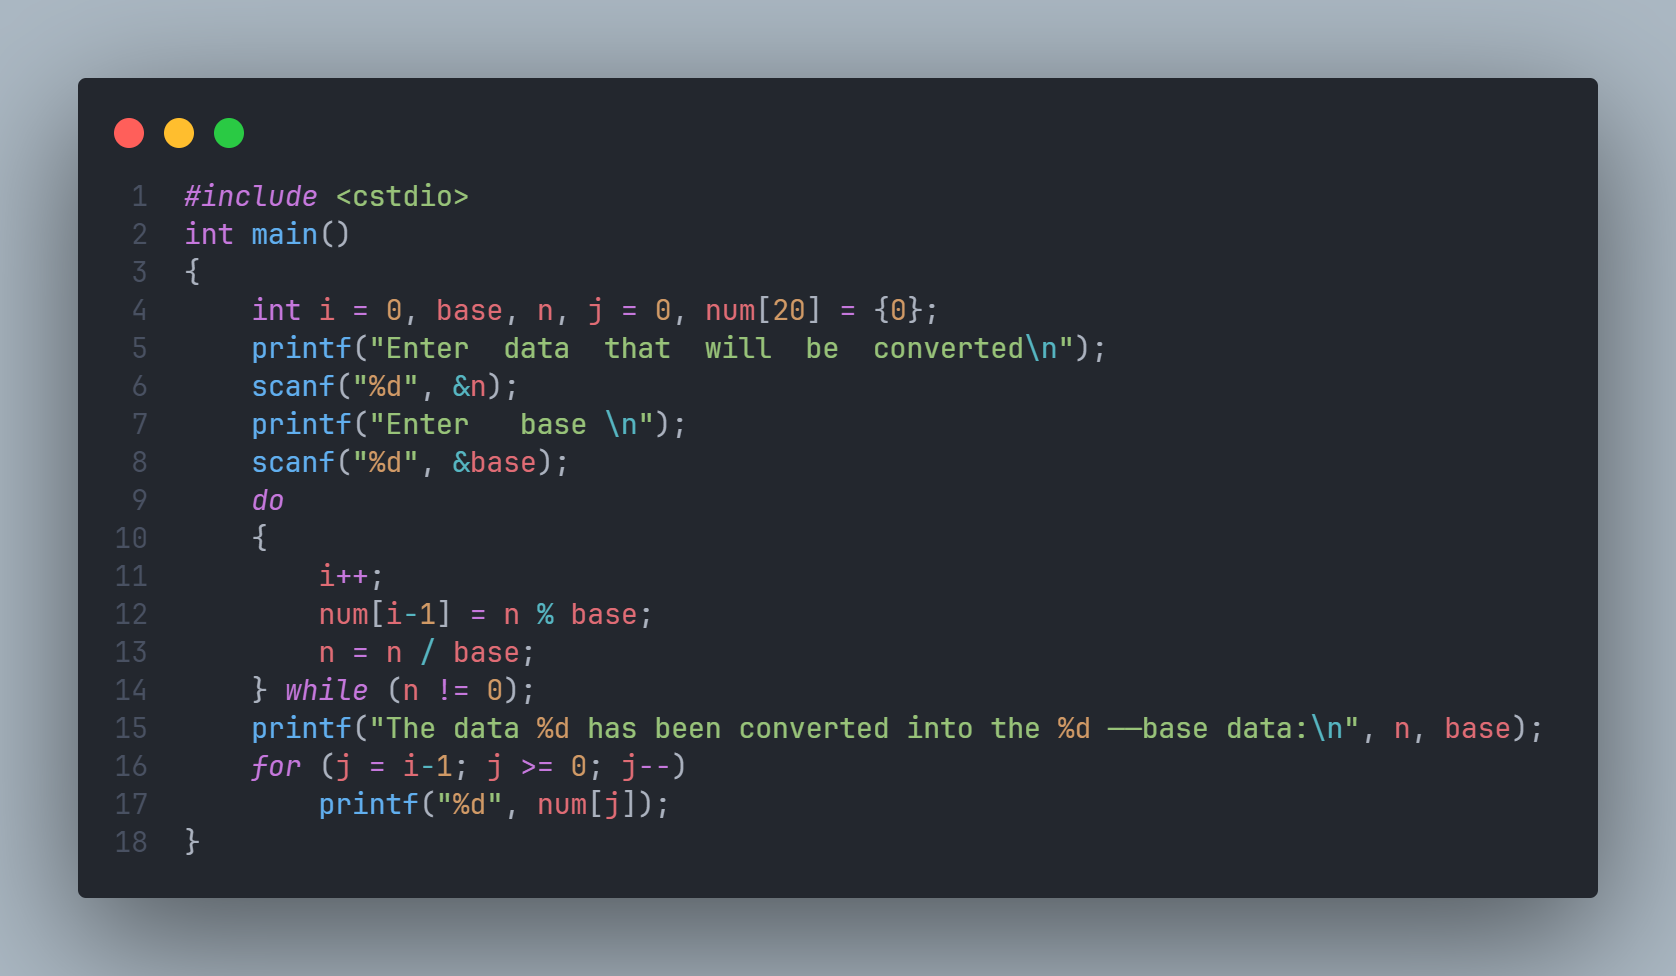 1 #include <cstdio>
2 int main()
3 {
4     int i = 0, base, n, j = 0, num[20] = {0};
5     printf("Enter  data  that  will  be  converted\n");
6     scanf("%d", &n);
7     printf("Enter   base \n");
8     scanf("%d", &base);
9     do
10     {
11         i++;
12         num[i-1] = n % base;
13         n = n / base;
14     } while (n != 0);
15     printf("The data %d has been converted into the %d --base data:\n", n, base);
16     for (j = i-1; j >= 0; j--)
17         printf("%d", num[j]);
18 }